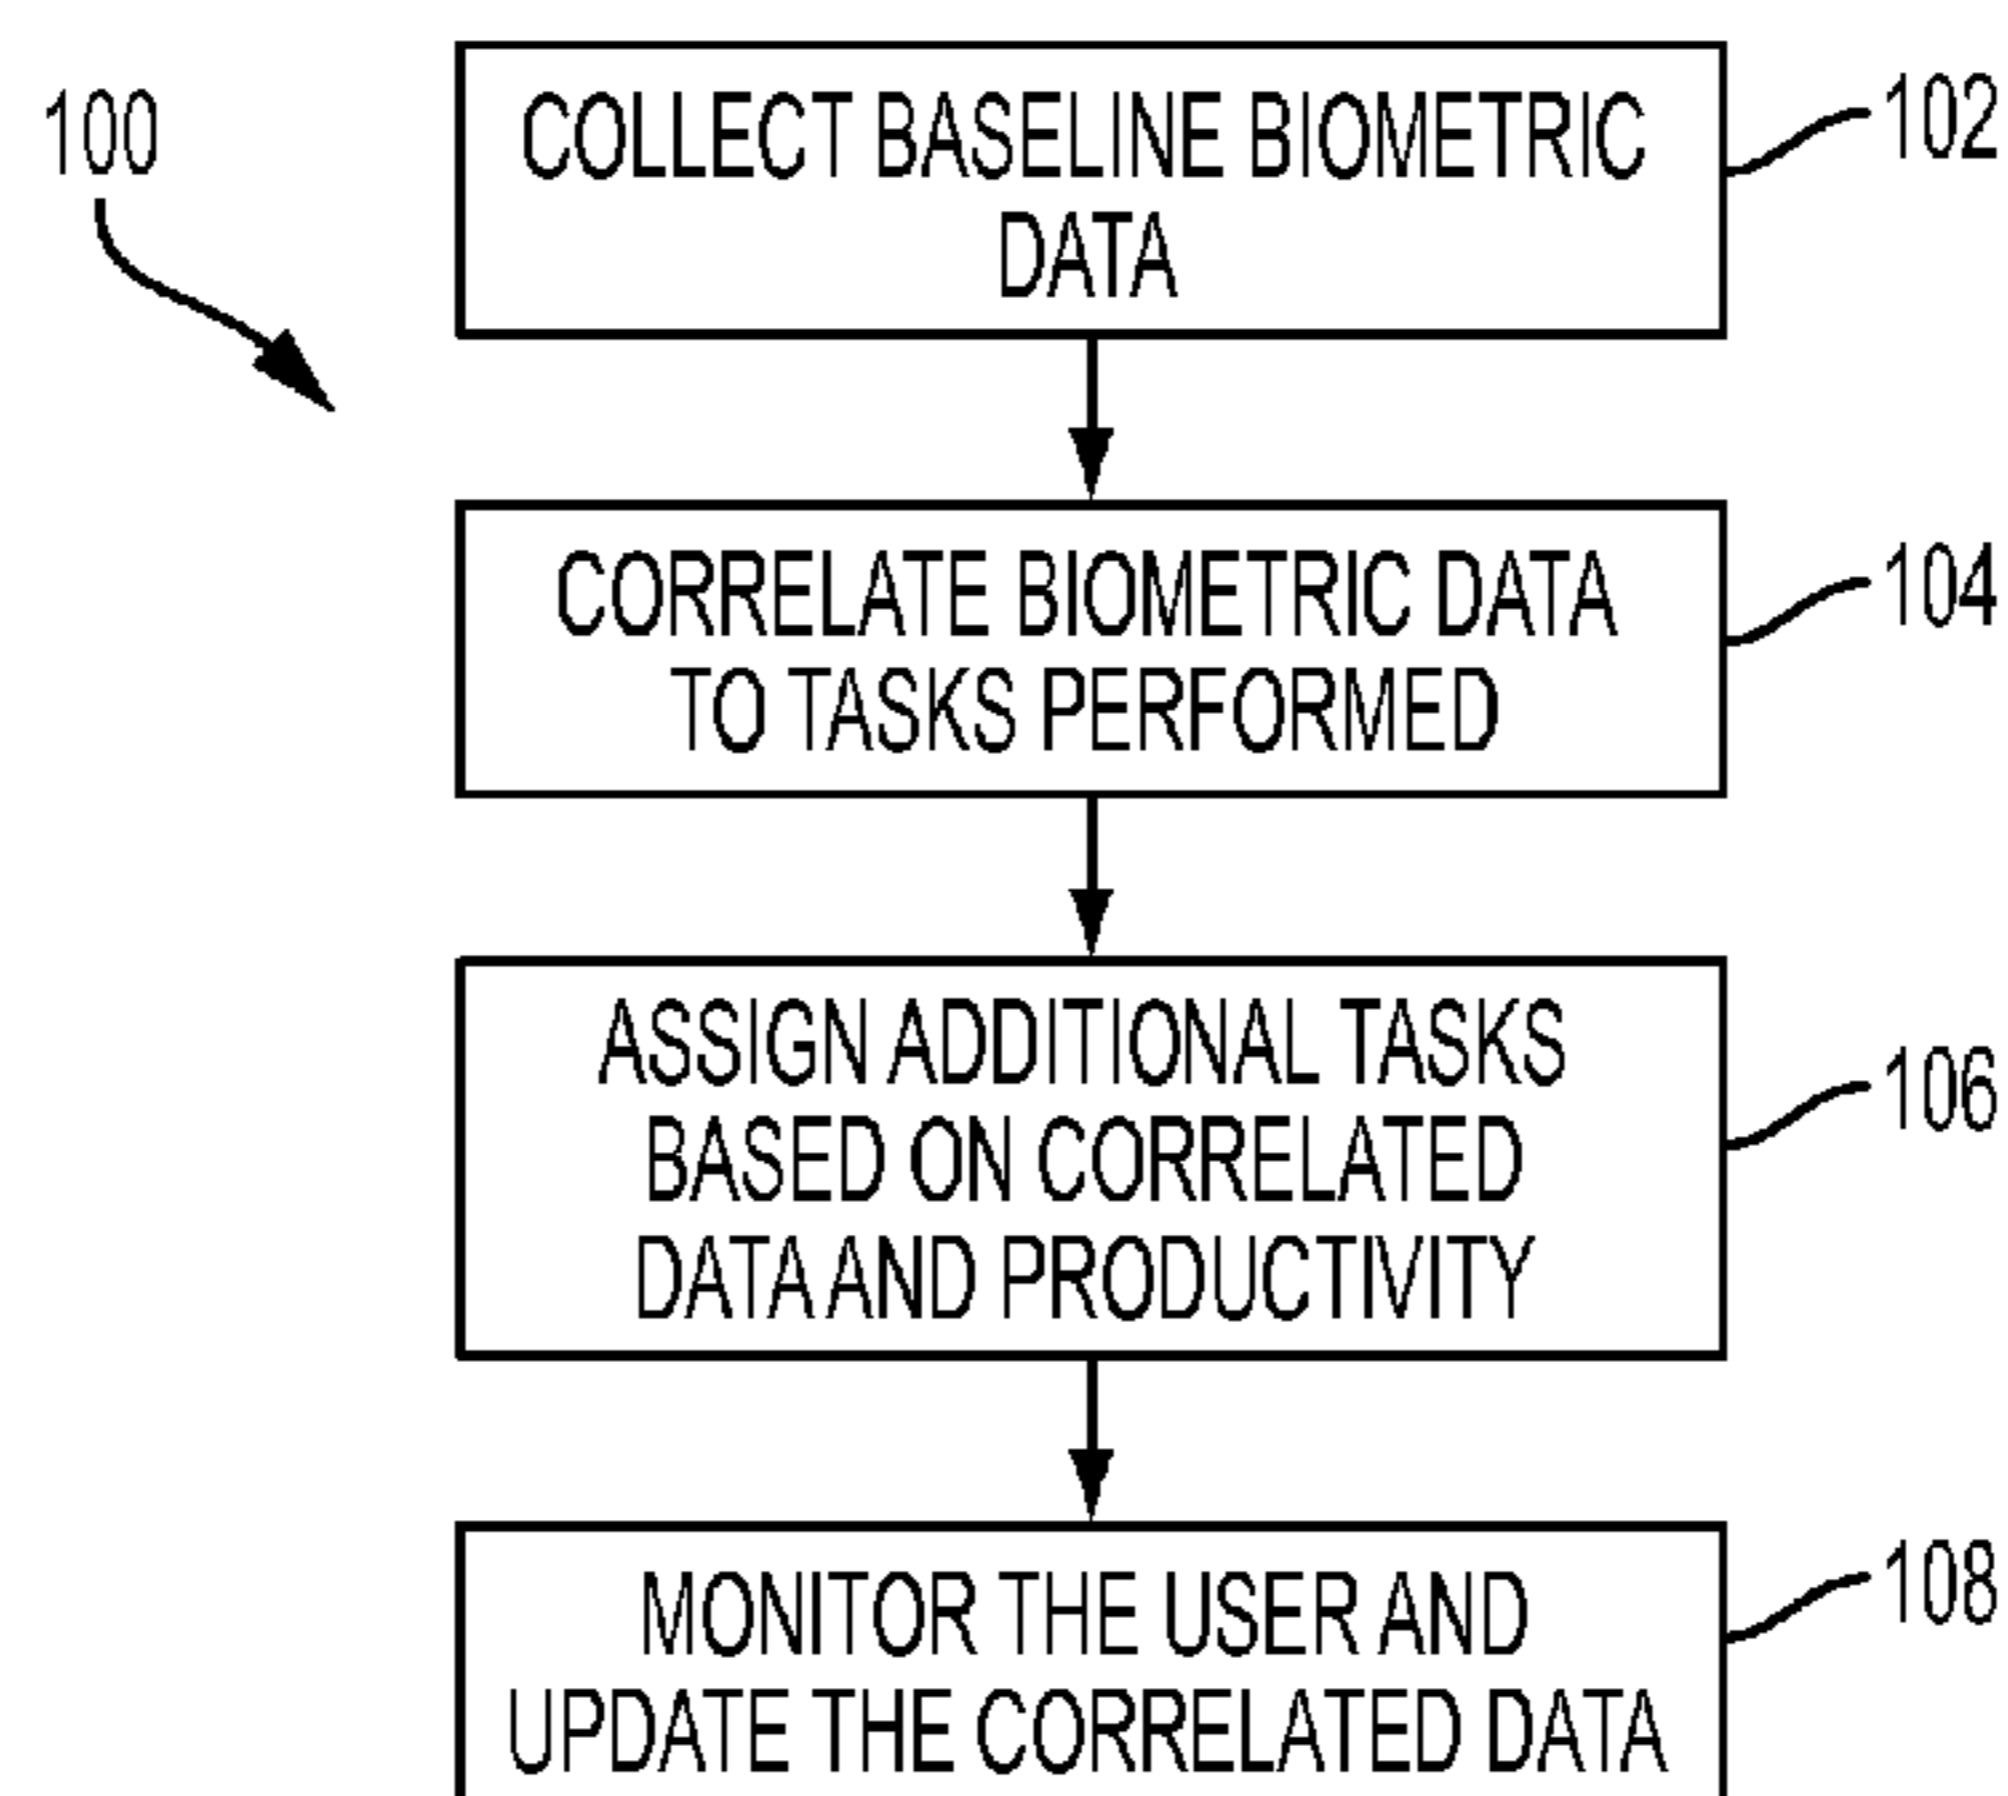 100
COLLECT BASELINE BIOMETRIC
DATA
102
CORRELATE BIOMETRIC DATA
TO TASKS PERFORMED
104
ASSIGN ADDITIONAL TASKS
BASED ON CORRELATED
DATA AND PRODUCTIVITY
106
MONITOR THE USER AND
UPDATE THE CORRELATED DATA
108